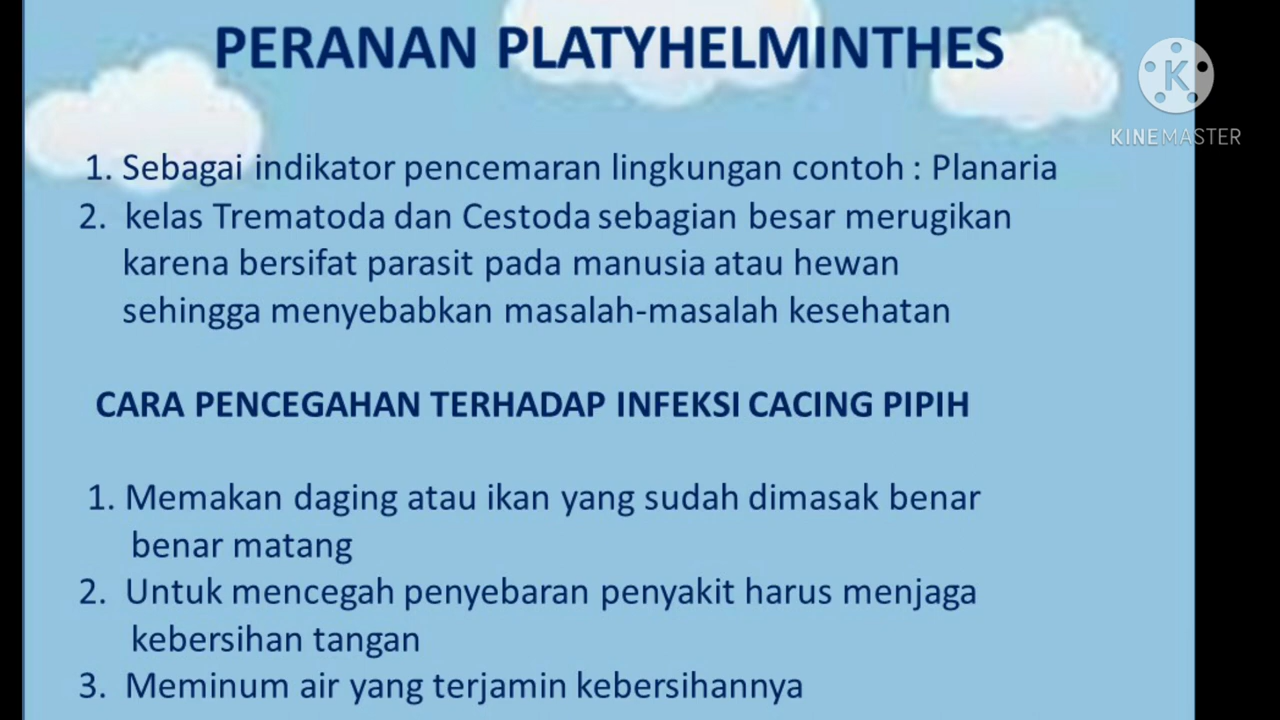 PERANAN PLATYHELMINTHES
K
KINEMASTER
1. Sebagai indikator pencemaran lingkungan contoh : Planaria
2. kelas Trematoda dan Cestoda sebagian besar merugikan
karena bersifat parasit pada manusia atau hewan
sehingga menyebabkan masalah-masalah kesehatan
CARA PENCEGAHAN TERHADAP INFEKSI CACING PIPIH
1. Memakan daging atau ikan yang sudah dimasak benar
benar matang
2. Untuk mencegah penyebaran penyakit harus menjaga
kebersihan tangan
3. Meminum air yang terjamin kebersihannya